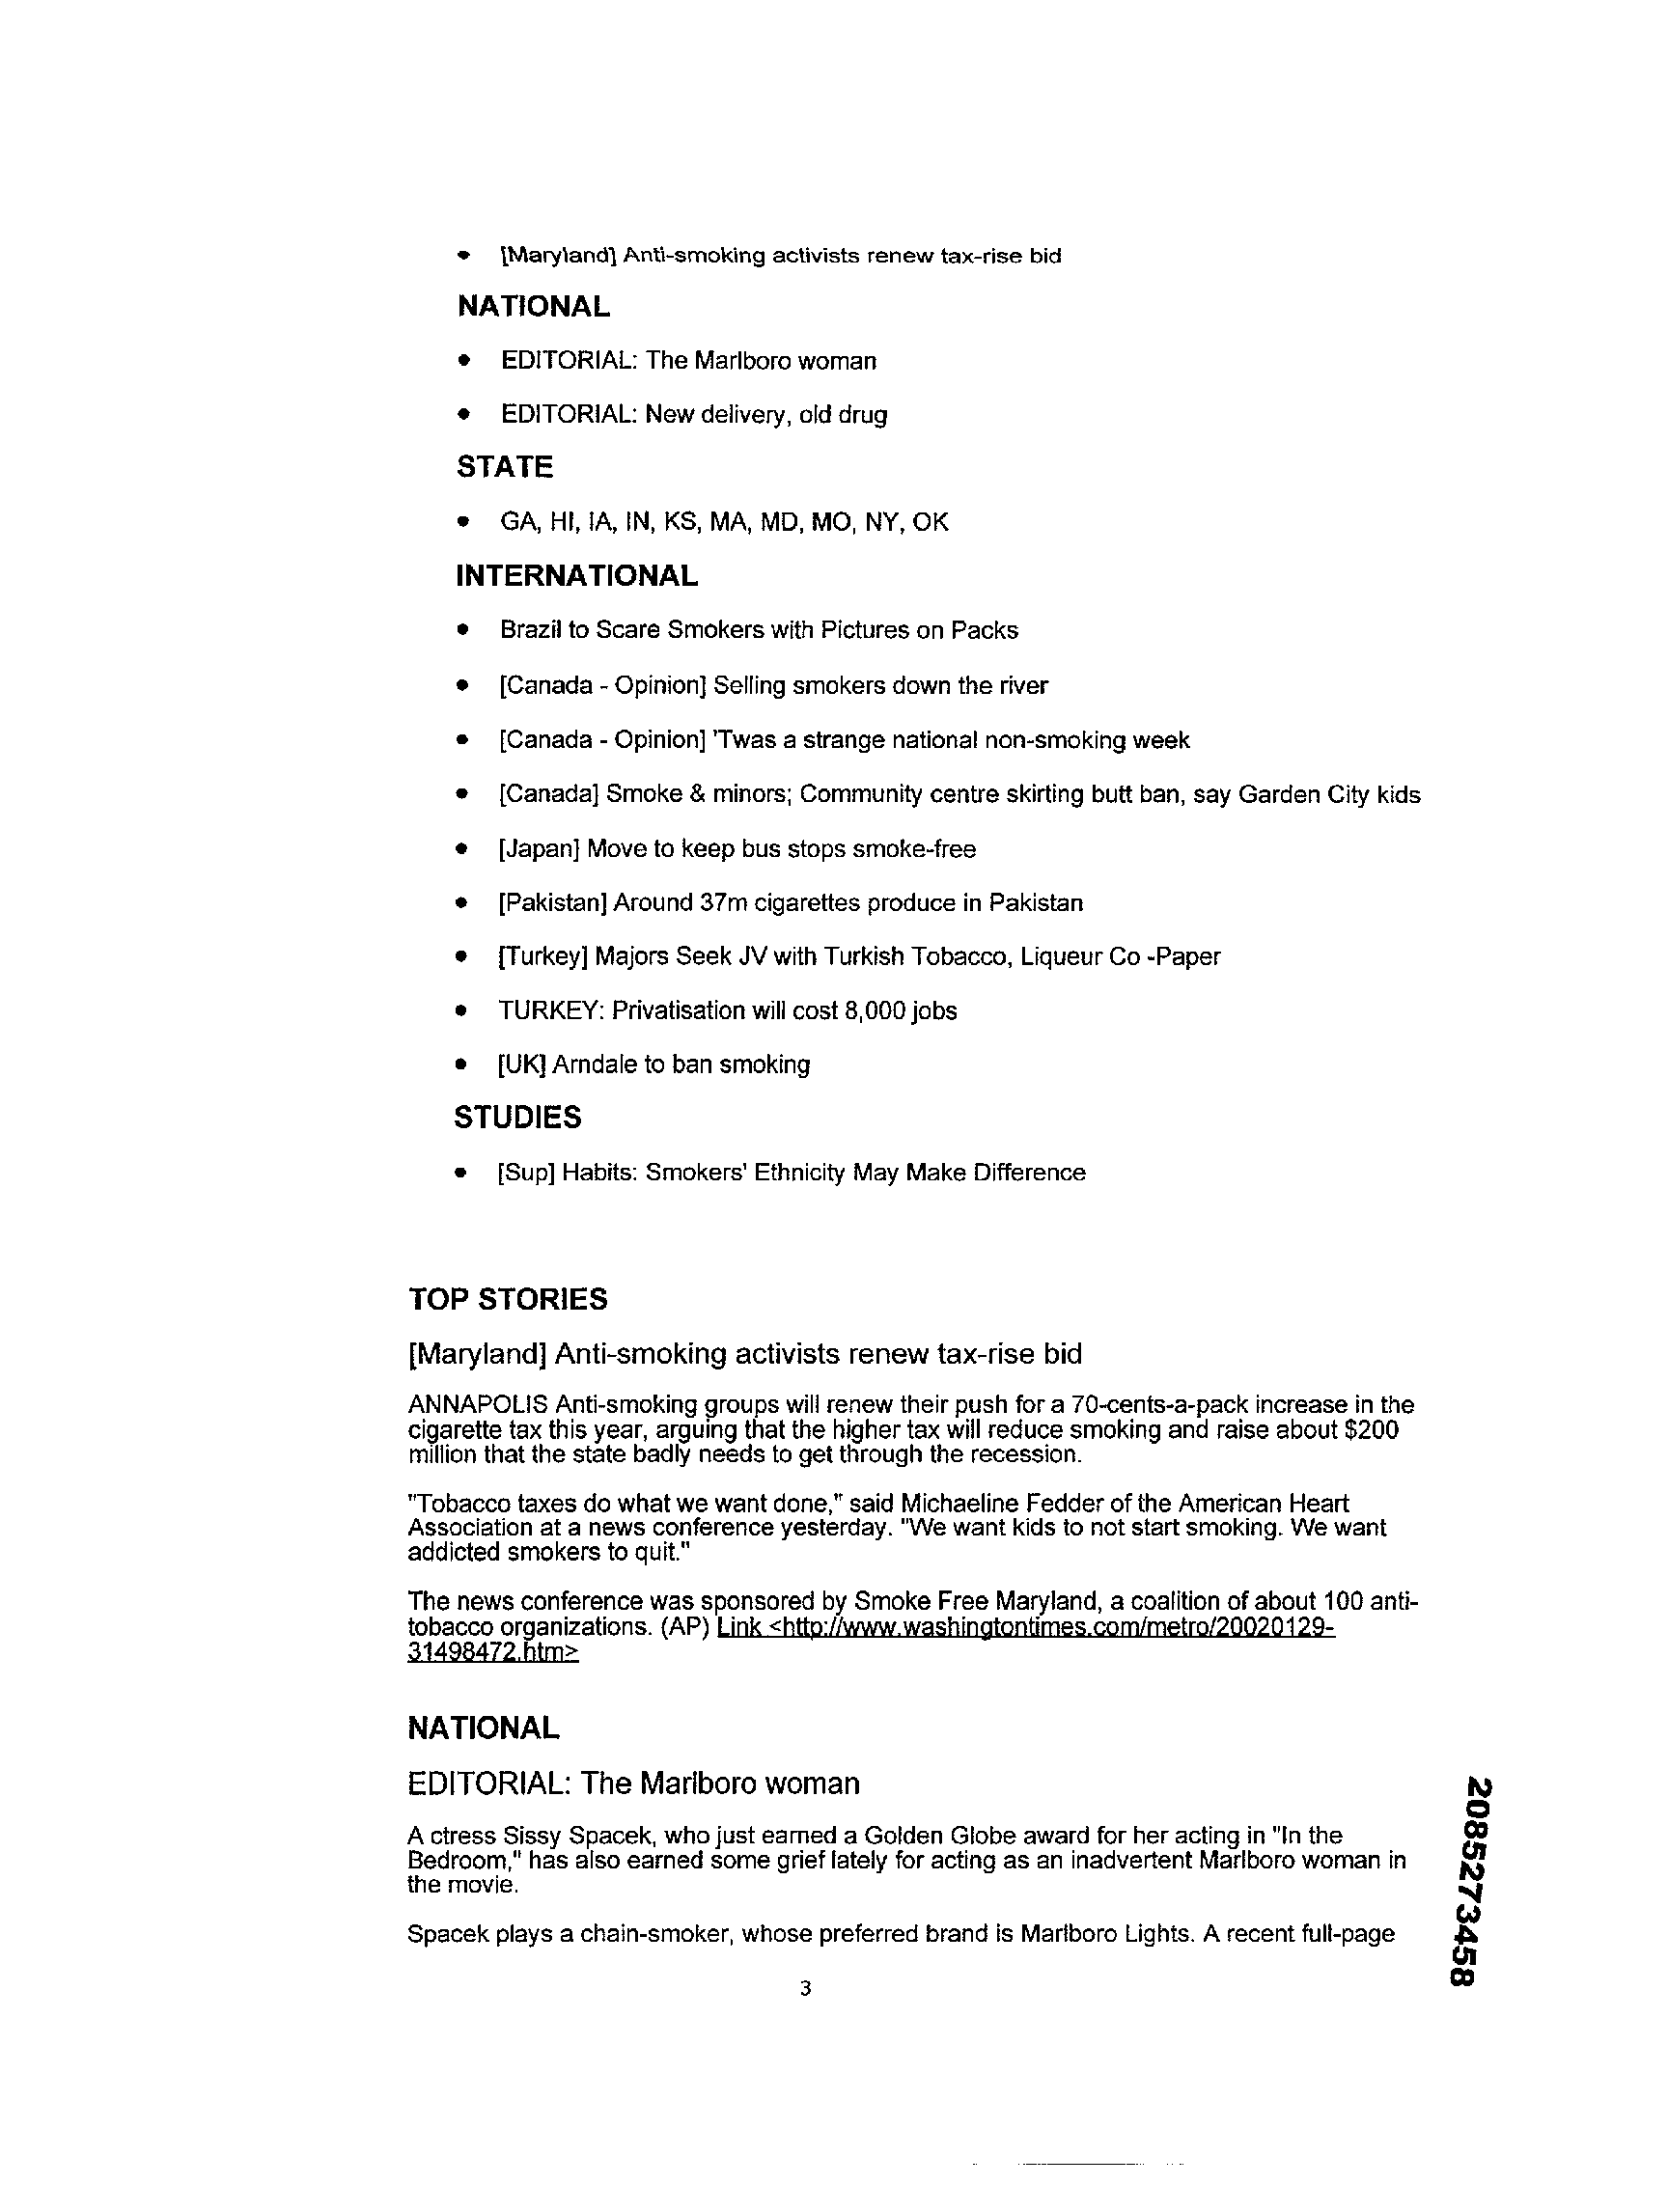 • [Maryland] Anti-smoking activists renew tax-rise bid
NATIONAL
• EDITORIAL: The Marlboro woman
• EDITORIAL: New delivery, old drug
STATE
• GA, HI, IA, IN, KS, MA, MD, MO, NY, OK
INTERNATIONAL
• Brazil to Scare Smokers with Pictures on Packs
• [Canada - Opinion] Selling smokers down the river
• [Canada - Opinion] 'Twas a strange national non-smoking week
• [Canada] Smoke & minors; Community centre skirting butt ban, say Garden City kids
• [Japan] Move to keep bus stops smoke-free
• [Pakistan] Around 37m cigarettes produce in Pakistan
• [Turkey] Majors Seek JV with Turkish Tobacco, Liqueur Co -Paper
• TURKEY: Privatisation will cost 8,000 jobs
• [UK] Arndale to ban smoking
STUDIES
• [Sup] Habits: Smokers' Ethnicity May Make Difference
TOP STORIES
[Maryland] Anti-smoking activists renew tax-rise bid
ANNAPOLIS Anti-smoking groups will renew their push for a 70-cents-a-pack increase in the
cigarette tax this year, arguing that the higher tax will reduce smoking and raise about $200
million that the state badly needs to get through the recession.
"Tobacco taxes do what we want done," said Michaeline Fedder of the American Heart
Association at a news conference yesterday. "We want kids to not start smoking. We want
addicted smokers to quit."
The news conference was sponsored by Smoke Free Maryland, a coalition of about 100 anti-
tobacco organizations. (AP) Link <http://www.washingtontimes.com/metro/20020129-
31498472.htm>
NATIONAL
EDITORIAL: The Marlboro woman
A ctress Sissy Spacek, who just earned a Golden Globe award for her acting in "In the
Bedroom," has also earned some grief lately for acting as an inadvertent Marlboro woman in
the movie.
Spacek plays a chain-smoker, whose preferred brand is Marlboro Lights. A recent full-page
3
2085273458